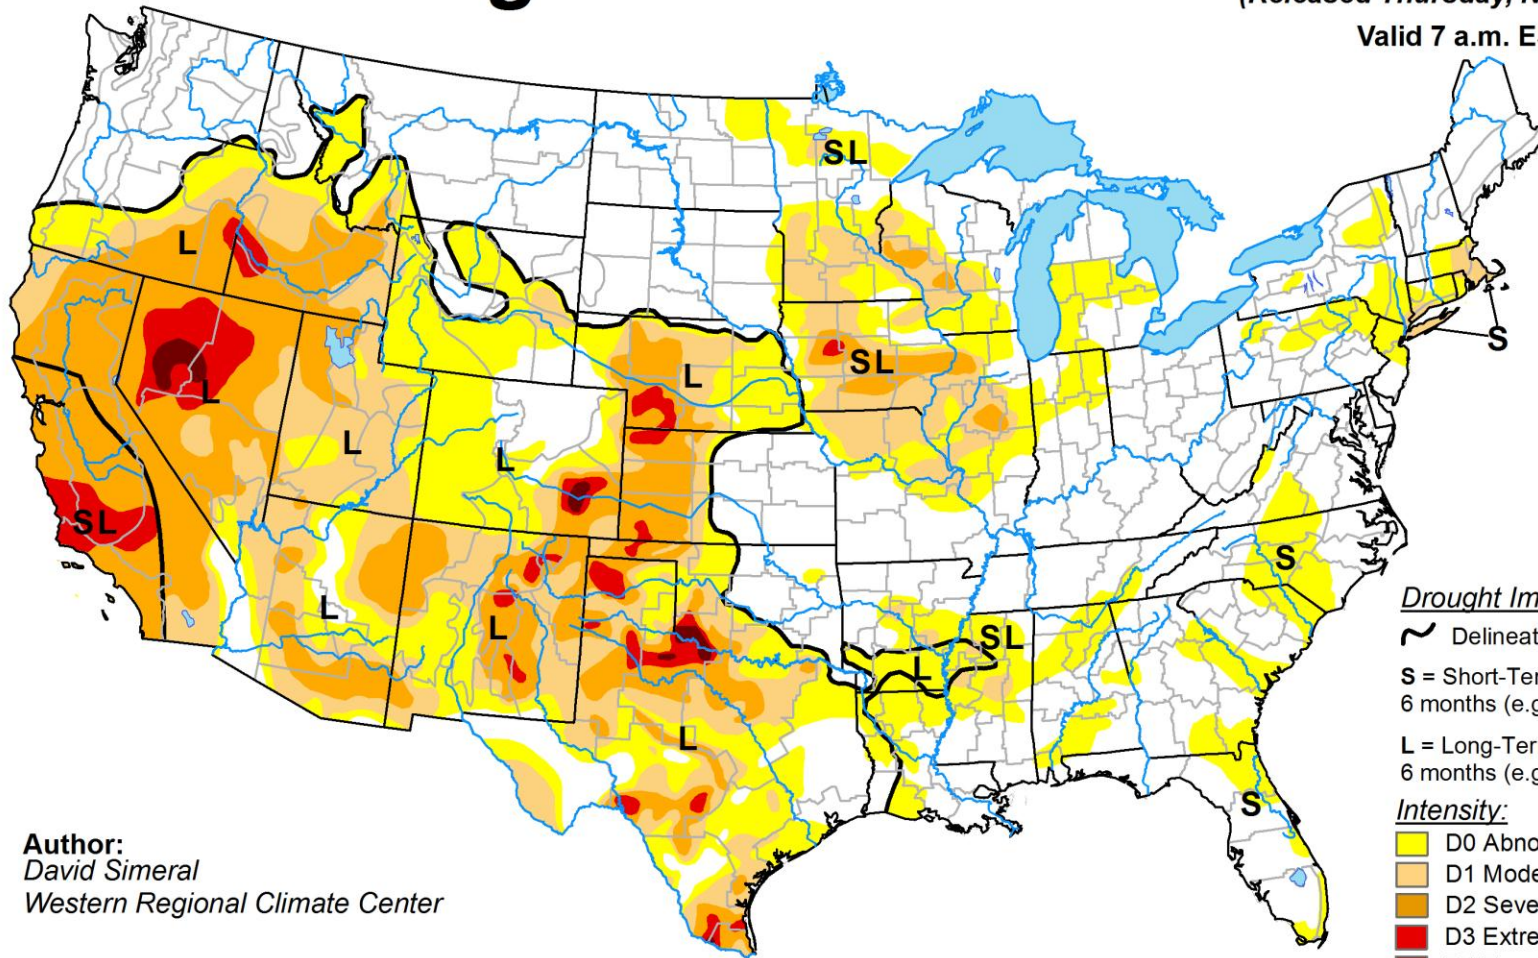 Valid 7 a.m.
L
SL
L
SL
L
L
S
L
L
SL
S
L
L
SL
L
L
S
Drought
Delineat
S = Short-Ter
6 months (e.g
L = Long-Ter
6 months (e.g
Intensity:
D0 Abno
D1 Mode
D2 Seve
D3 Extre
Author:
David Simeral
Western Regional Climate Center